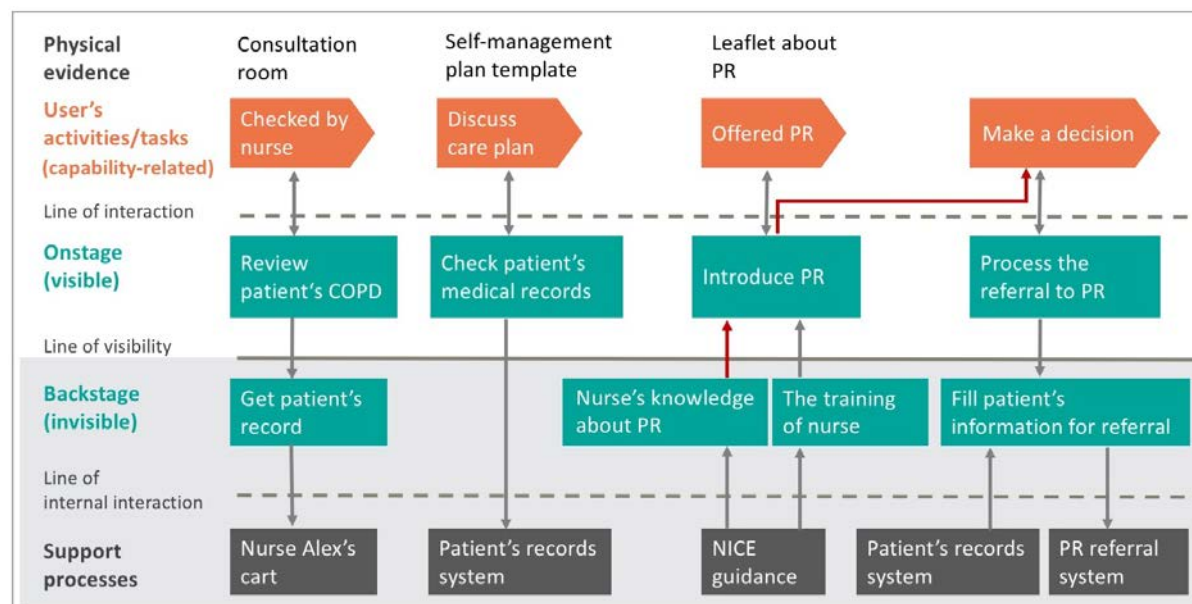 Physical
evidence
Consultation
room
Self-management
plan template
Leaflet about
PR
User's
activities/tasks
(capability-related)
Checked by
nurse
Discuss
care plan
Offered PR
Make a decision
Line of interaction
Onstage
(visible)
Review
patient's COPD
Check patient's
medical records
Introduce PR
Process the
referral to PR
Line of visibility
Backstage
(invisible)
Get patient's
record
Nurse's knowledge
about PR
The training
of nurse
Fill patient's
information for referral
Line of
internal interaction
Support
processes
Nurse Alex's
cart
Patient's records
system
NICE
guidance
Patient's records
system
PR referral
system